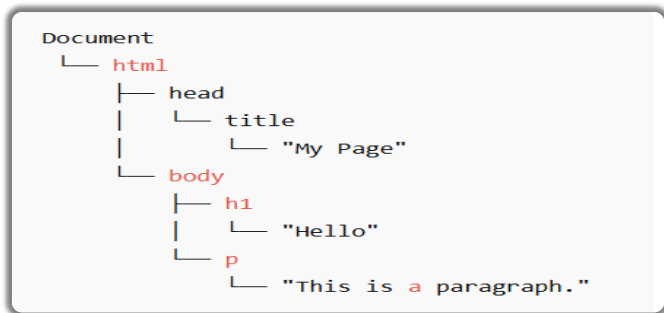 Document
└── html
    ├── head
    │   └── title
    │       └── "My Page"
    └── body
        ├── h1
        │   └── "Hello"
        └── p
            └── "This is a paragraph."